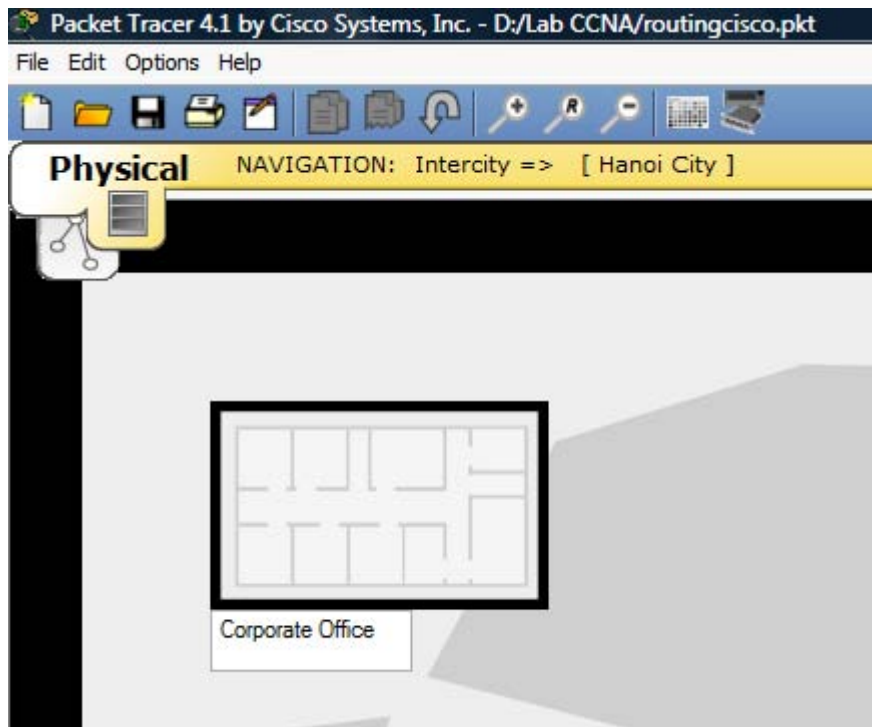 Packet Tracer 4.1 by Cisco Systems, Inc. - D:/Lab CCNA/routingcisco.pkt
File Edit Options Help
R
Physical NAVIGATION: Intercity => [ Hanoi City ]
Corporate Office